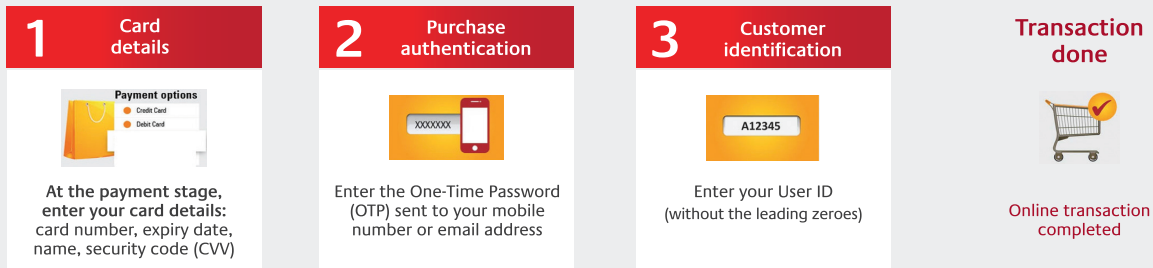 1
Card
details
Payment options
Credit Card
Debit Card
At the payment stage,
enter your card details:
card number, expiry date,
name, security code (CVV)
2
Purchase
authentication
XXXXXXX
Enter the One-Time Password
(OTP) sent to your mobile
number or email address
3
Customer
identification
A12345
Enter your User ID
(without the leading zeroes)
Transaction
done
Online transaction
completed